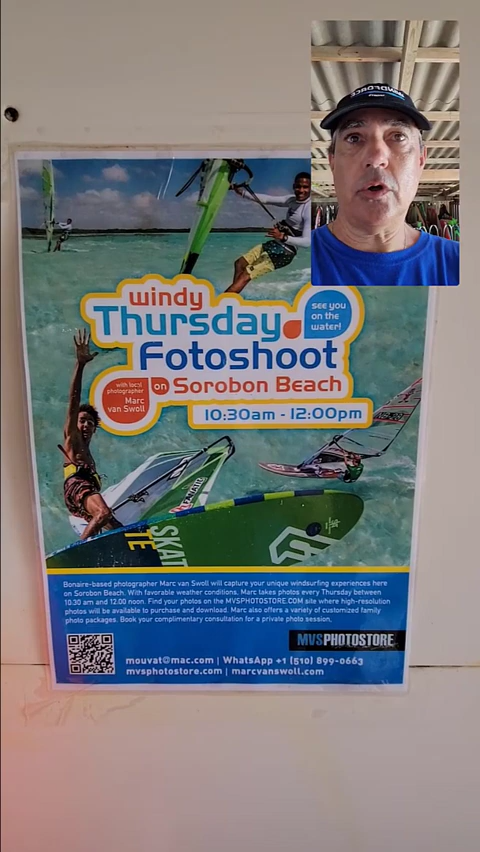 windy
Thursday
see you
on the
water!
Fotoshoot
with local
photographer
Marc
van Swoll
on Sorobon Beach
10:30am - 12:00pm
FANATIC
SKAT
TE
Bonaire-based photographer Marc van Swoll will capture your unique windsurfing experiences here
on Sorobon Beach. With favorable weather conditions, Marc takes photos every Thursday between
10:30 am and 12.00 noon. Find your photos on the MVSPHOTOSTORE.COM site where high-resolution
photos will be available to purchase and download. Marc also offers a variety of customized family
photo packages. Book your complimentary consultation for a private photo session.
MVSPHOTOSTORE
mouvat@mac.com | WhatsApp +1 (510) 899-0663
mvsphotostore.com | marcvanswoll.com